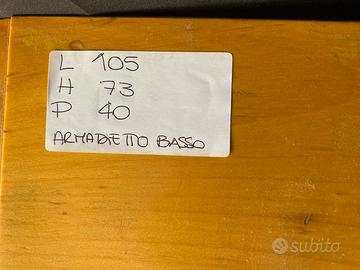 L 105
H 73
P 40
ARMADIETTO BASSO
subito